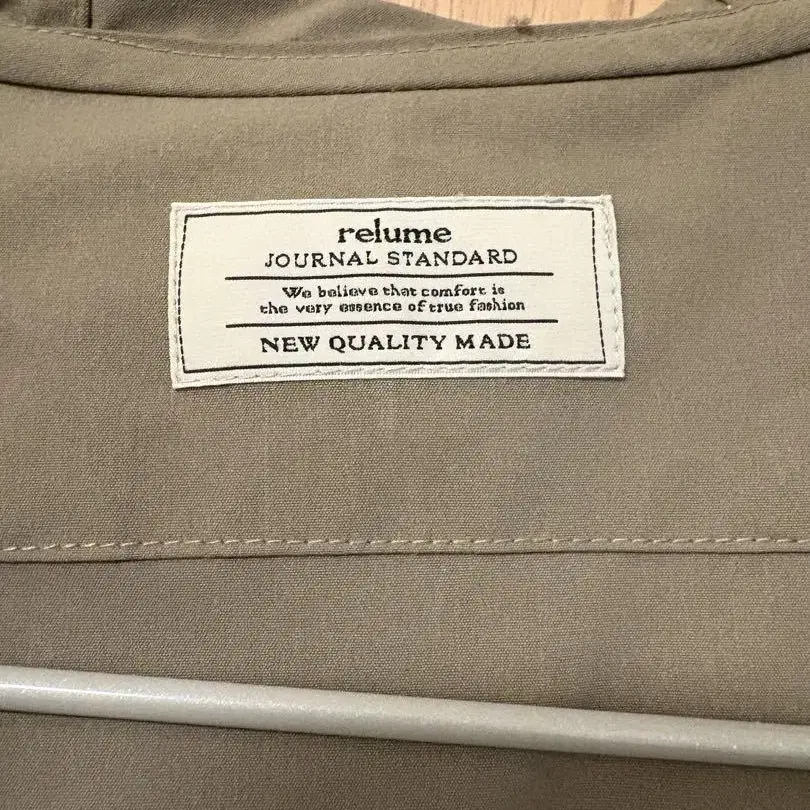 relume
JOURNAL STANDARD
We believe that comfort is
the very essence of true fashion
NEW QUALITY MADE